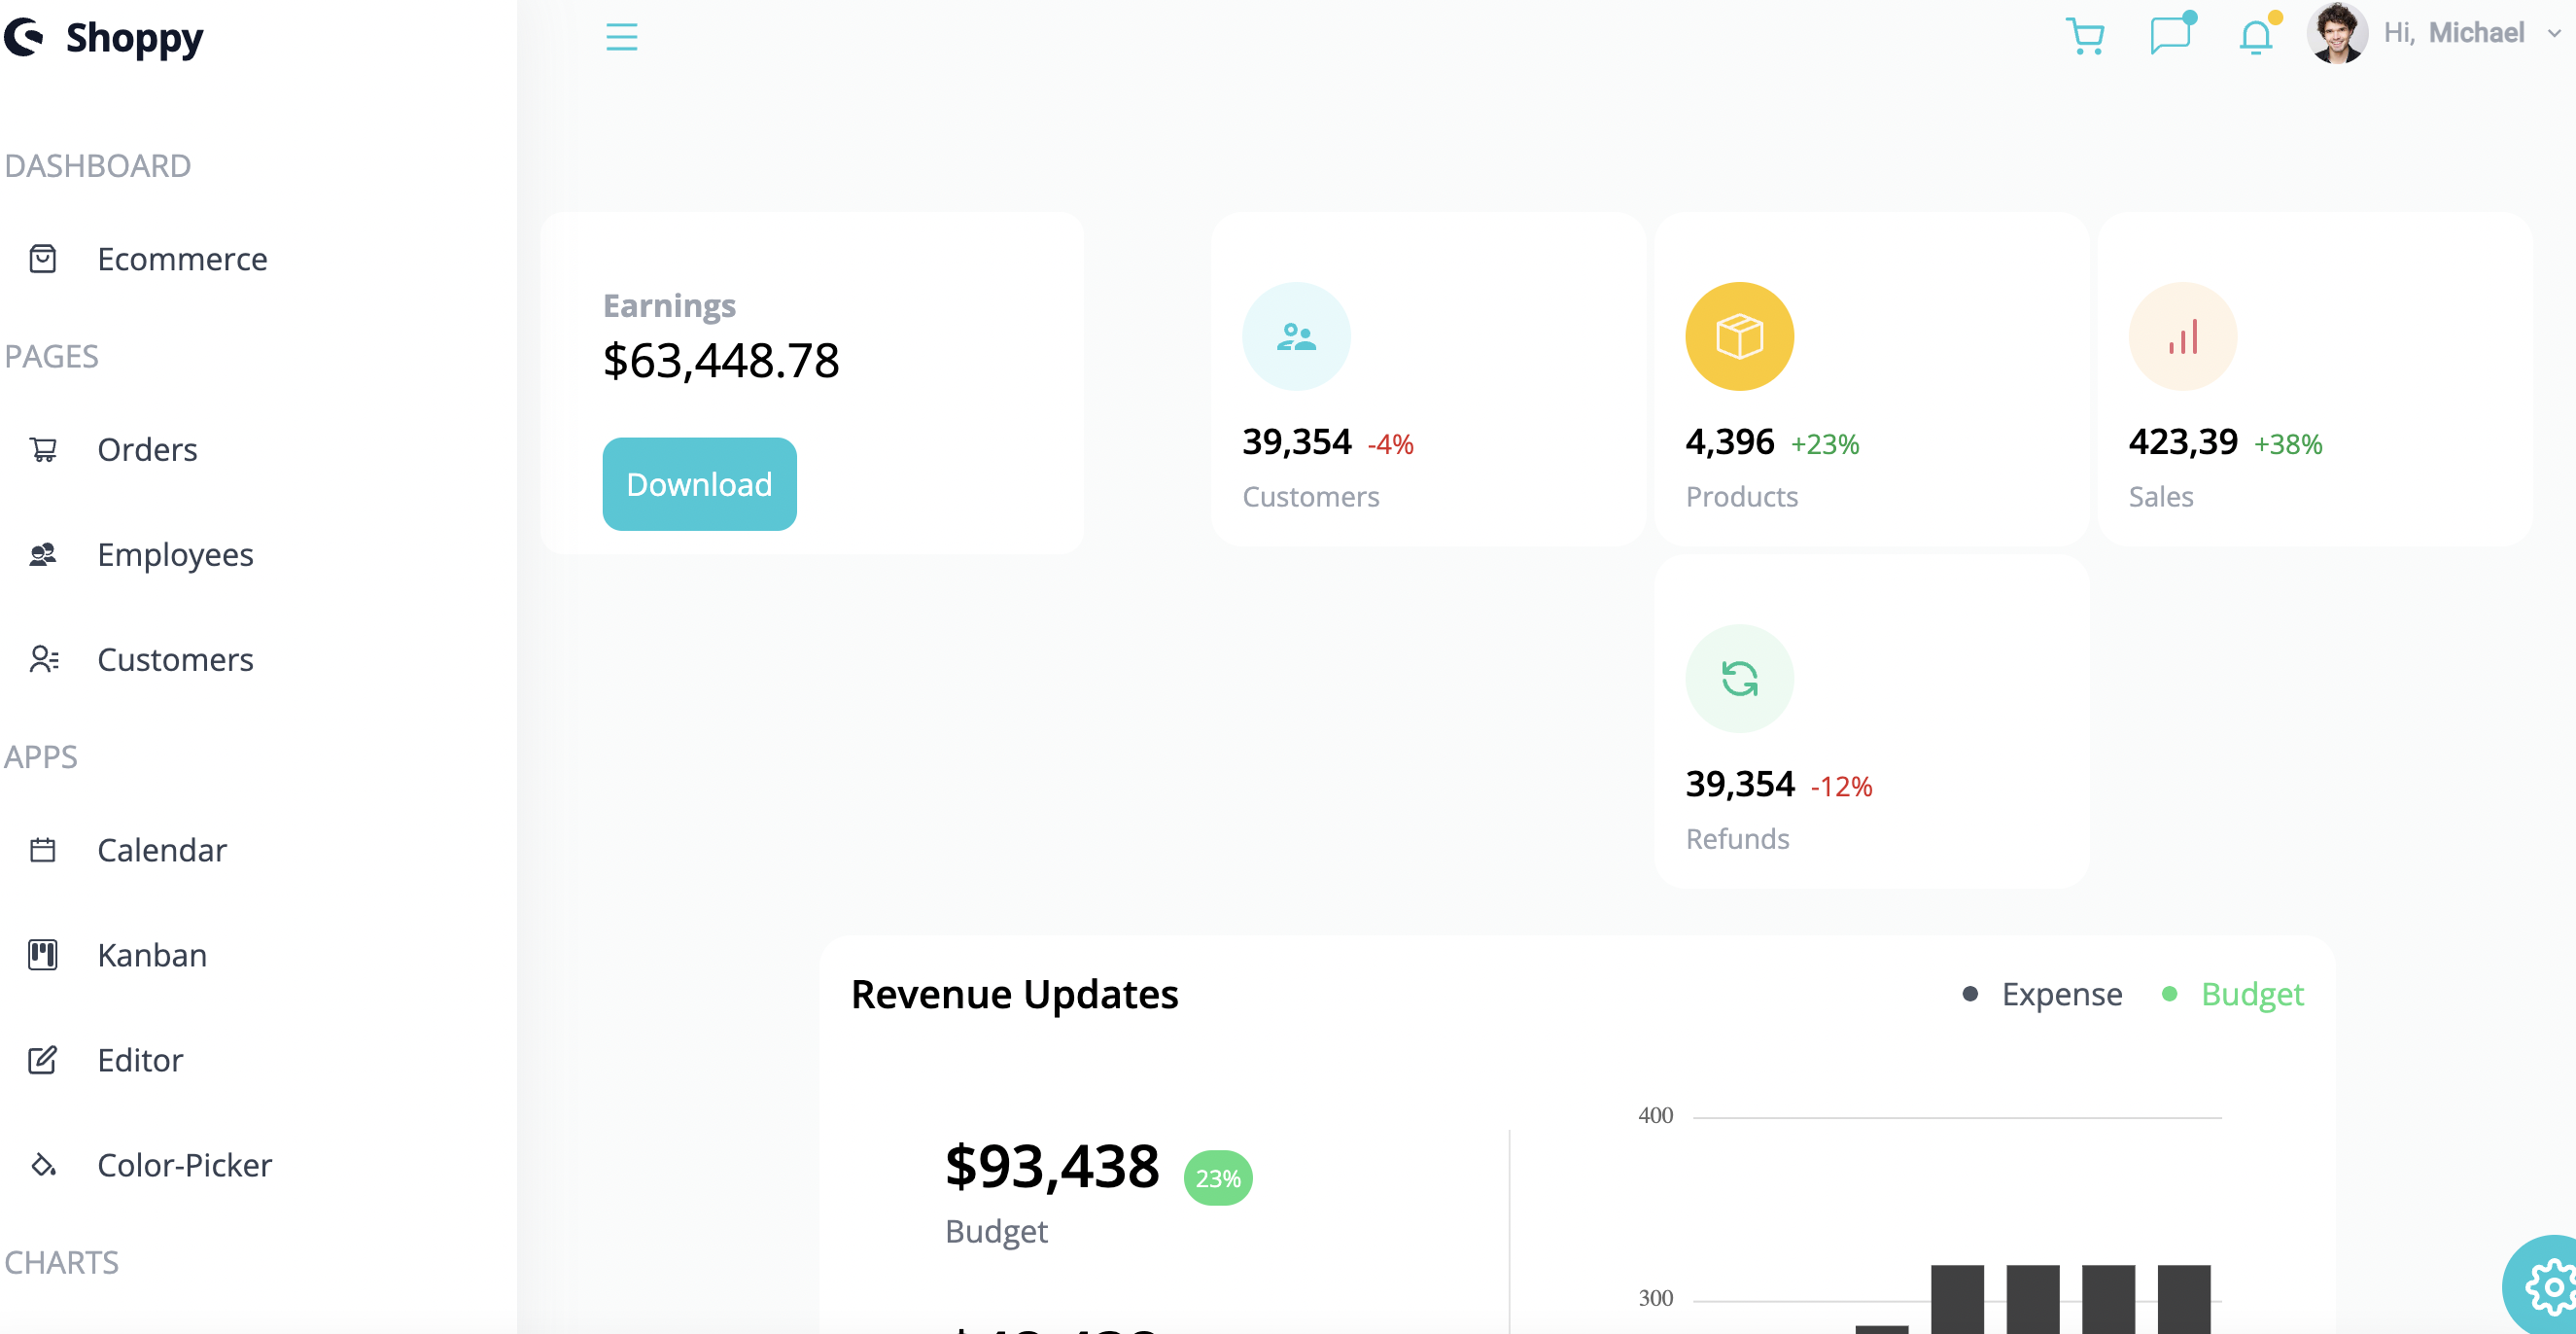 Shoppy
Hi, Michael
DASHBOARD
Ecommerce
PAGES
Orders
Employees
Customers
APPS
Calendar
Kanban
Editor
Color-Picker
CHARTS
Earnings
$63,448.78
Download
39,354 -4%
Customers
4,396 +23%
Products
423,39 +38%
Sales
39,354 -12%
Refunds
Revenue Updates
Expense
Budget
$93,438 23%
Budget
400
300